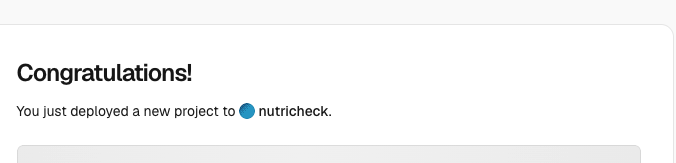 Congratulations!
You just deployed a new project to nutricheck.